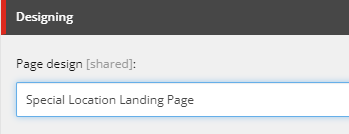 Designing
Page design [shared]:
Special Location Landing Page